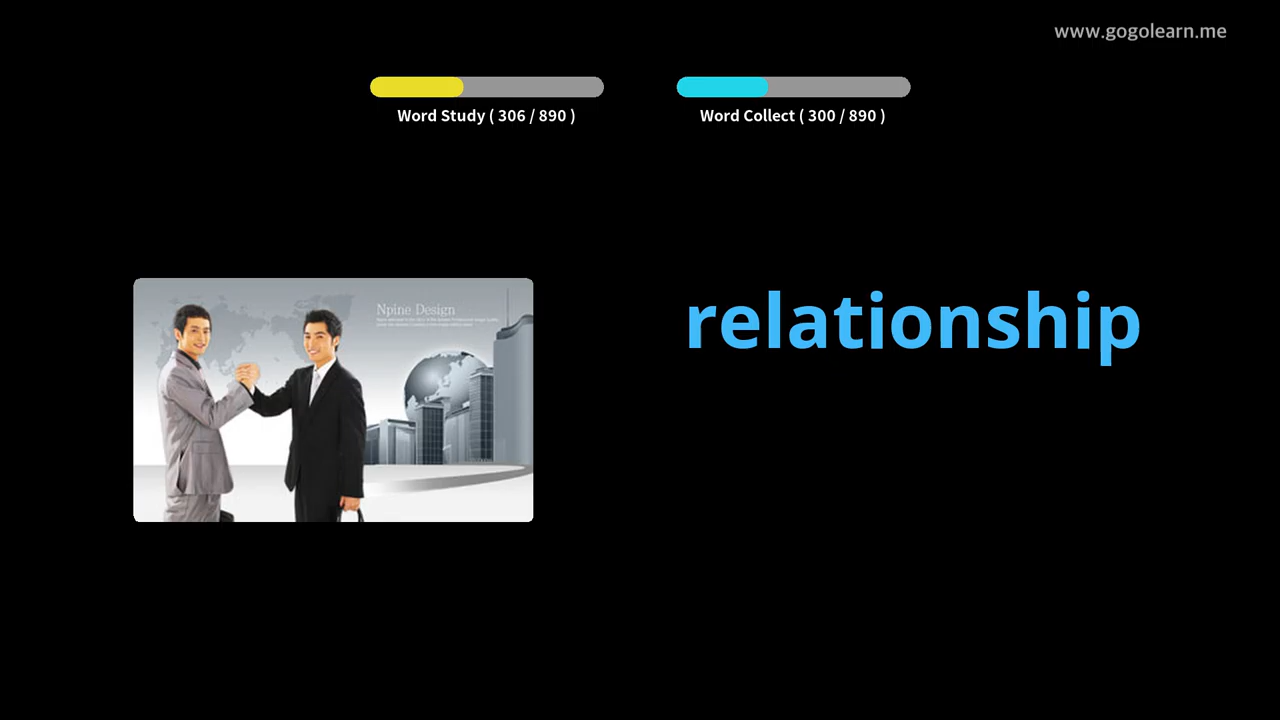 www.gogolearn.me
Word Study ( 306 / 890 )
Word Collect ( 300 / 890 )
Npine Design
relationship